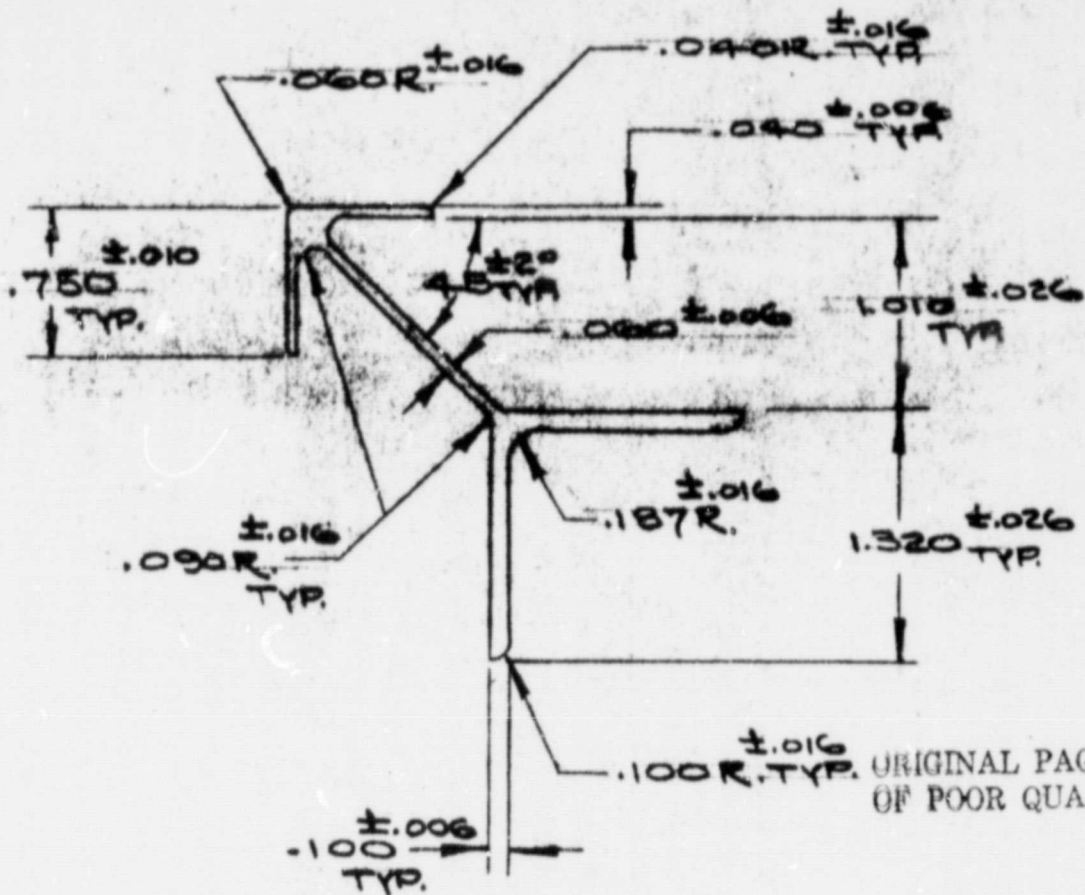 ±.016
.060R.
±.016
.040R. TYP.
±.006
.040 TYP.
±.010
.750
TYP.
±2°
45 TYP.
±.006
.060
±.026
1.010
TYP.
±.016
.187R.
±.016
.090R.
TYP.
±.026
1.320
TYP.
±.016
.100R. TYP.
ORIGINAL PAG
OF POOR QUA
±.006
.100
TYP.